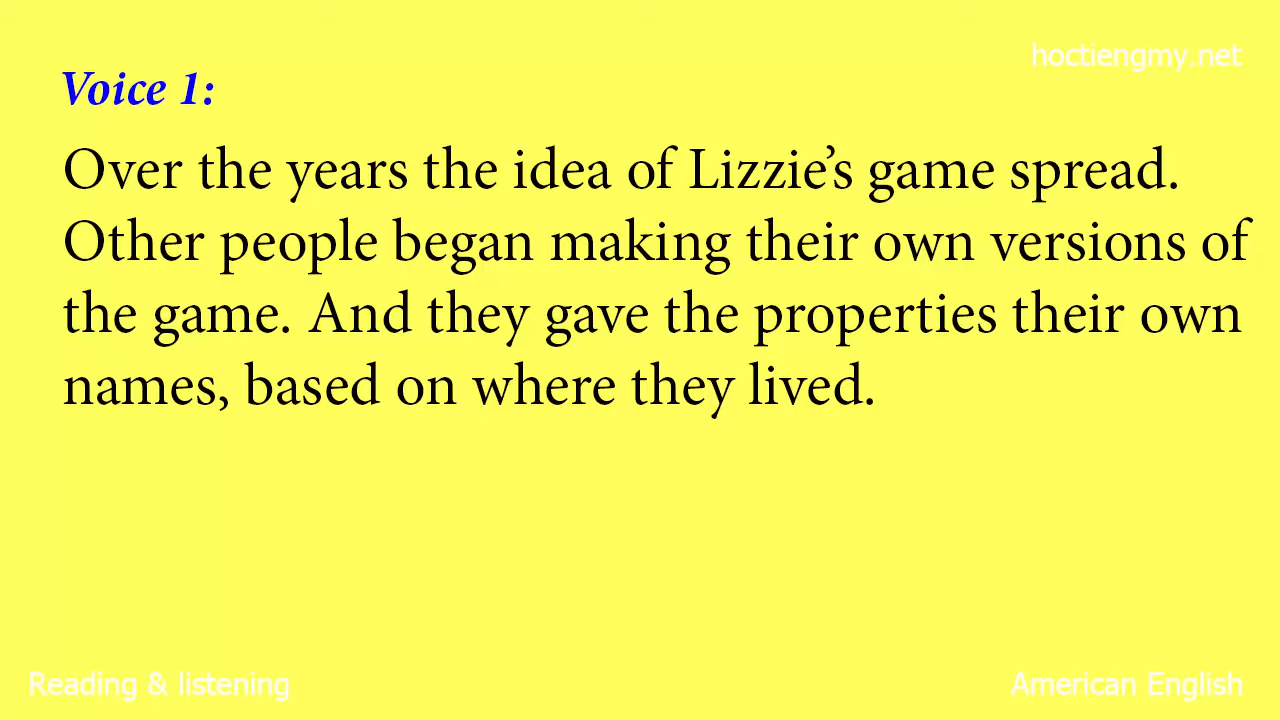 hoctiengmy.net
Voice 1:
Over the years the idea of Lizzie’s game spread.
Other people began making their own versions of
the game. And they gave the properties their own
names, based on where they lived.
Reading & listening
American English